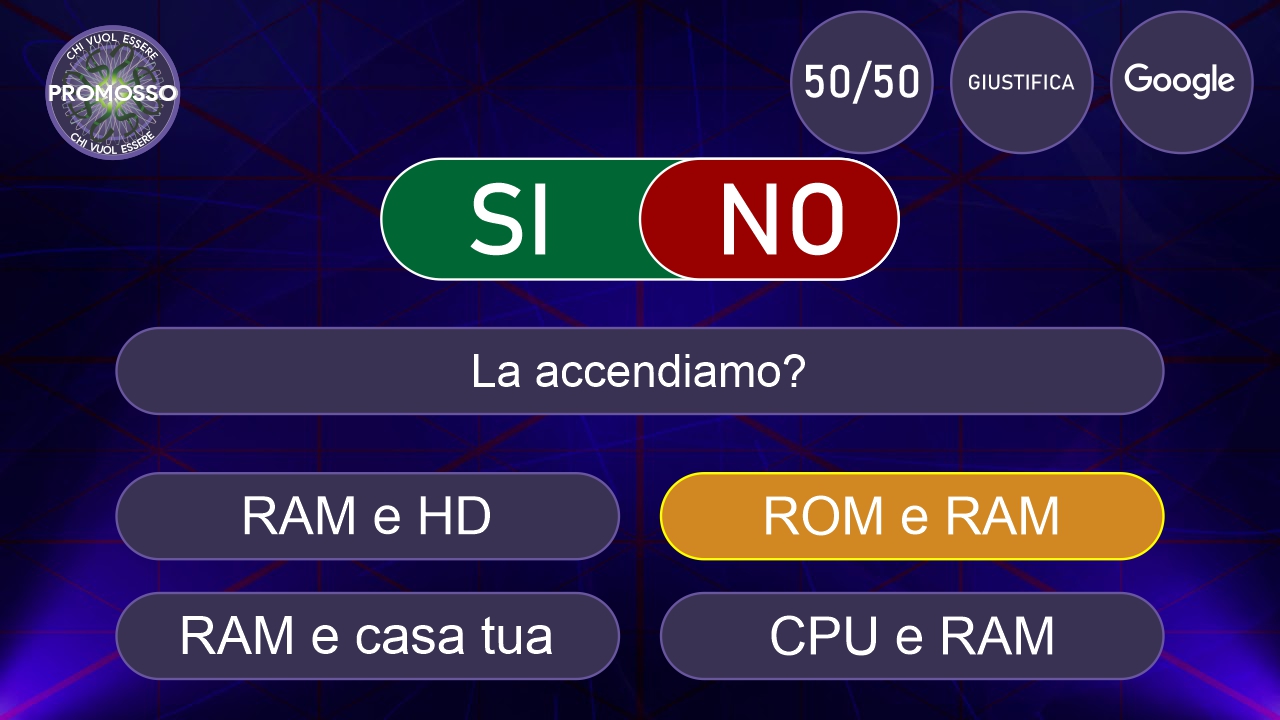 CHI VUOL ESSERE
PROMOSSO
CHI VUOL ESSERE
50/50
GIUSTIFICA
Google
SI
NO
La accendiamo?
RAM e HD
ROM e RAM
RAM e casa tua
CPU e RAM